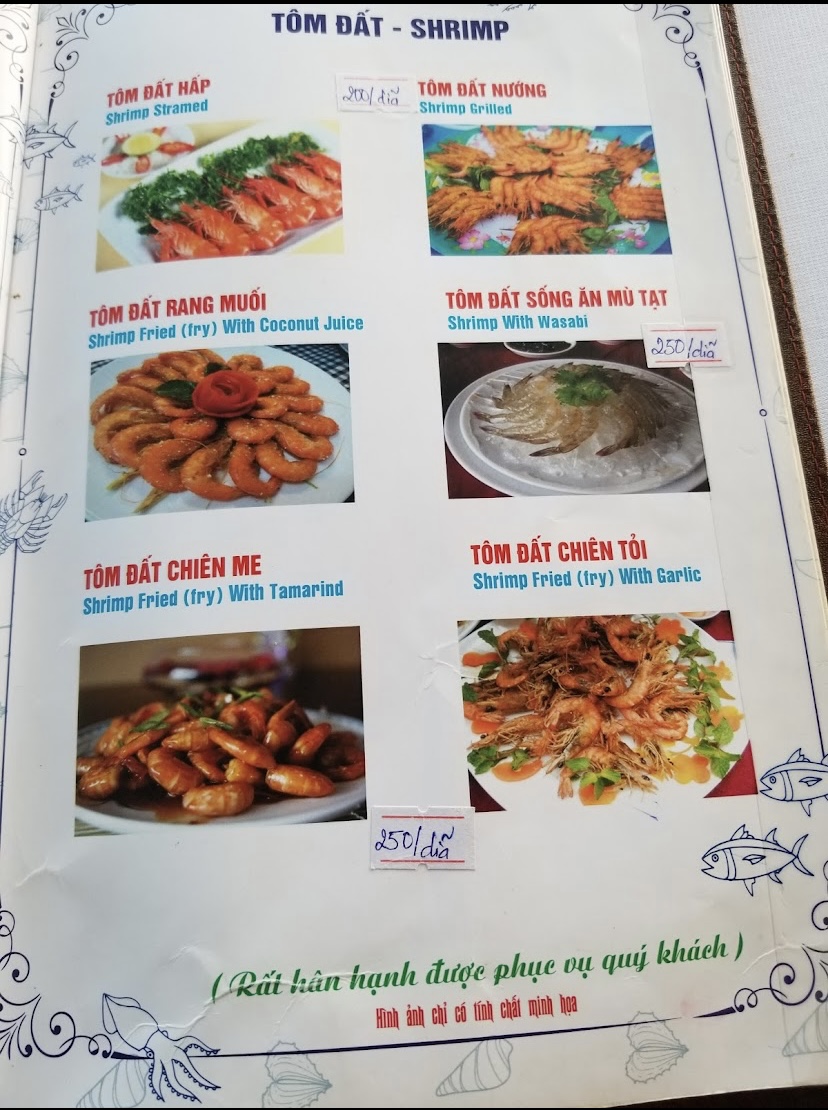 TÔM ĐẤT - SHRIMP
TÔM ĐẤT HẤP
Shrimp Stramed
200/dĩa
TÔM ĐẤT NƯỚNG
Shrimp Grilled
TÔM ĐẤT RANG MUỐI
Shrimp Fried (fry) With Coconut Juice
TÔM ĐẤT SỐNG ĂN MÙ TẠT
Shrimp With Wasabi
250/dĩa
TÔM ĐẤT CHIÊN ME
Shrimp Fried (fry) With Tamarind
TÔM ĐẤT CHIÊN TỎI
Shrimp Fried (fry) With Garlic
250/dĩa
( Rất hân hạnh được phục vụ quý khách )
Hình ảnh chỉ có tính chất minh họa